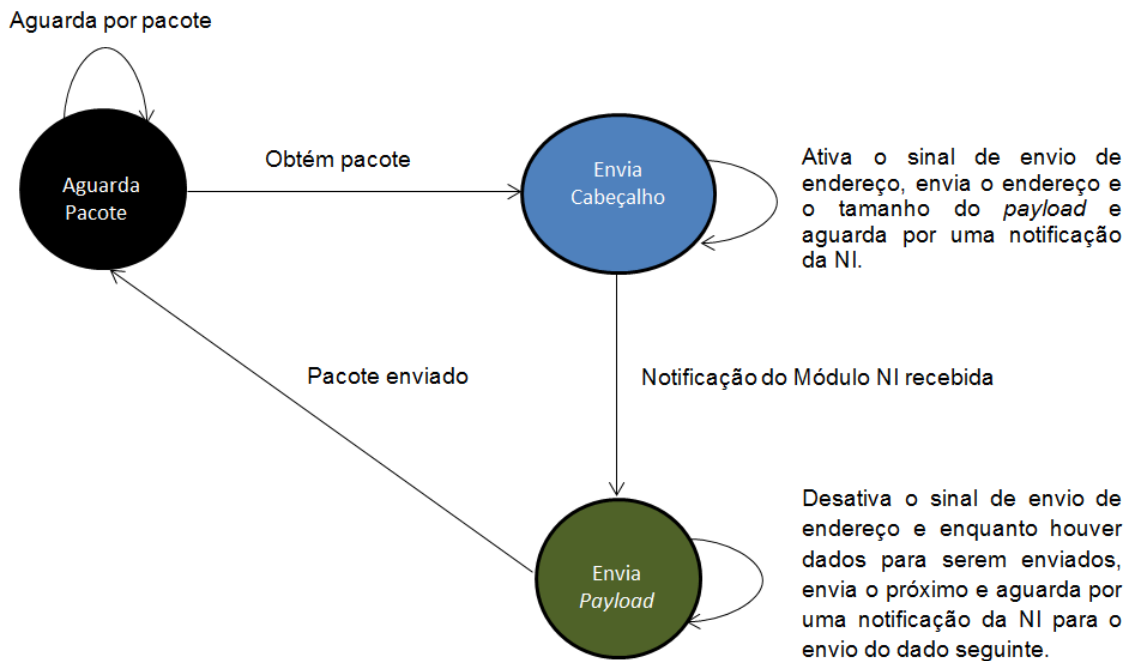 Aguarda por pacote
Aguarda
Pacote
Obtém pacote
Envia
Cabeçalho
Ativa o sinal de envio de
endereço, envia o endereço e
o tamanho do payload e
aguarda por uma notificação
da NI.
Pacote enviado
Notificação do Módulo NI recebida
Envia
Payload
Desativa o sinal de envio de
endereço e enquanto houver
dados para serem enviados,
envia o próximo e aguarda por
uma notificação da NI para o
envio do dado seguinte.